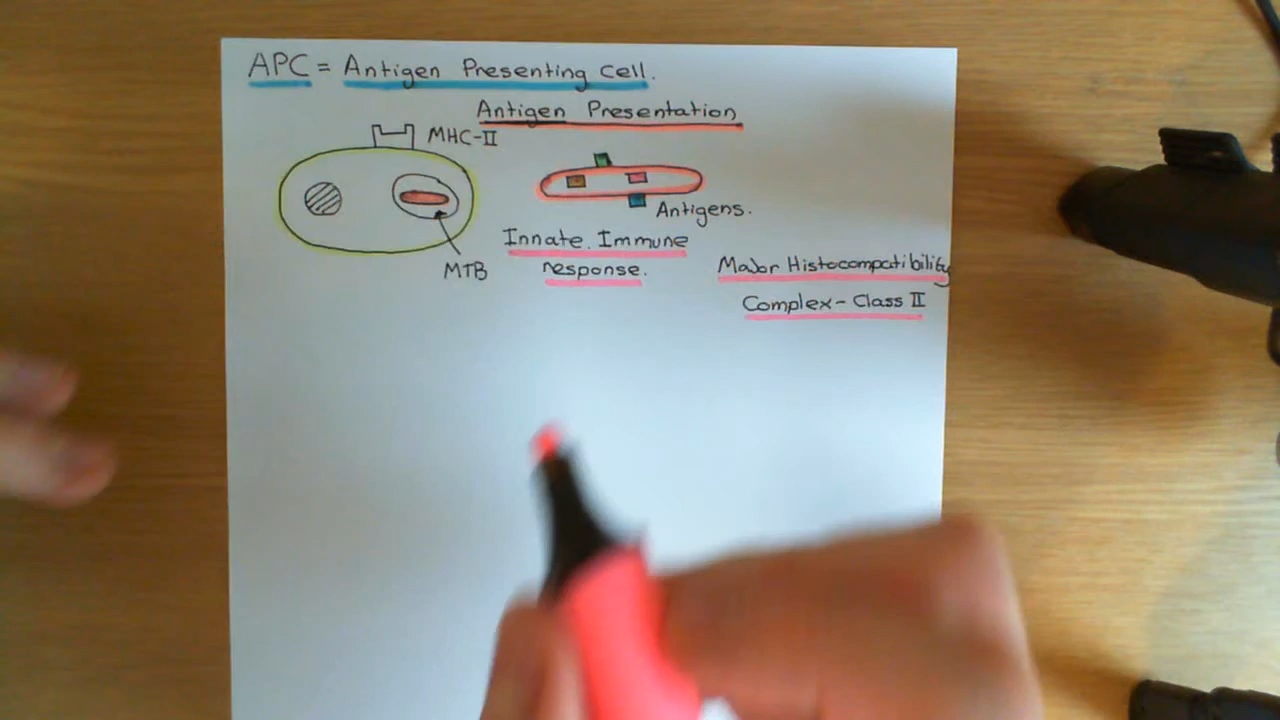 APC = Antigen Presenting Cell.
Antigen Presentation
MHC-II
Antigens.
MTB
Innate Immune
response.
Major Histocompatibility
Complex - Class II